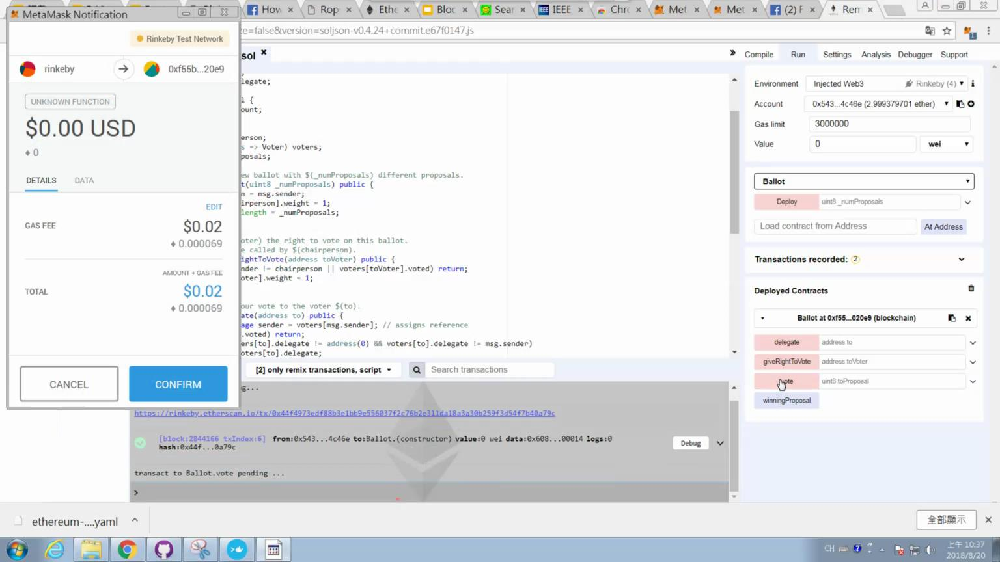 MetaMask Notification
How
Rop
Ethe
Bloc
Sear
IEEE
Chro
Met
Met
(2) F
Rem
ze=false&version=soljson-v0.4.24+commit.e67f0147.js
Rinkeby Test Network
rinkeby
0xf55b...20e9
UNKNOWN FUNCTION
$0.00 USD
0
DETAILS
DATA
EDIT
GAS FEE
$0.02
0.000069
AMOUNT + GAS FEE
TOTAL
$0.02
0.000069
CANCEL
CONFIRM
sol
legate;
l {
ount;
erson;
s => Voter) voters;
posals;
ew ballot with $(_numProposals) different proposals.
t(uint8 _numProposals) public {
n = msg.sender;
erperson].weight = 1;
length = _numProposals;
oter) the right to vote on this ballot.
e called by $(chairperson).
ightToVote(address toVoter) public {
nder != chairperson || voters[toVoter].voted) return;
oter].weight = 1;
our vote to the voter $(to).
ate(address to) public {
age sender = voters[msg.sender]; // assigns reference
.voted) return;
ers[to].delegate != address(0) && voters[to].delegate != msg.sender)
oters[to].delegate;
[2] only remix transactions, script
Search transactions
g...
https://rinkeby.etherscan.io/tx/0x44f4973edf88b3e1bb9e556037f2c76b2e311da18a3a30b259f3d54f7b40a79c
[block:2844166 txIndex:6] from:0x543...4c46e to:Ballot.(constructor) value:0 wei data:0x608...00014 logs:0
hash:0x44f...0a79c
Debug
transact to Ballot.vote pending ...
>
Compile
Run
Settings
Analysis
Debugger
Support
Environment
Injected Web3
Rinkeby (4)
Account
0x543...4c46e (2.999379701 ether)
Gas limit
3000000
Value
0
wei
Ballot
Deploy
uint8 _numProposals
Load contract from Address
At Address
Transactions recorded: 2
Deployed Contracts
Ballot at 0xf55...020e9 (blockchain)
delegate
address to
giveRightToVote
address toVoter
vote
uint8 toProposal
winningProposal
ethereum-....yaml
全部顯示
CH
上午 10:37
2018/8/20